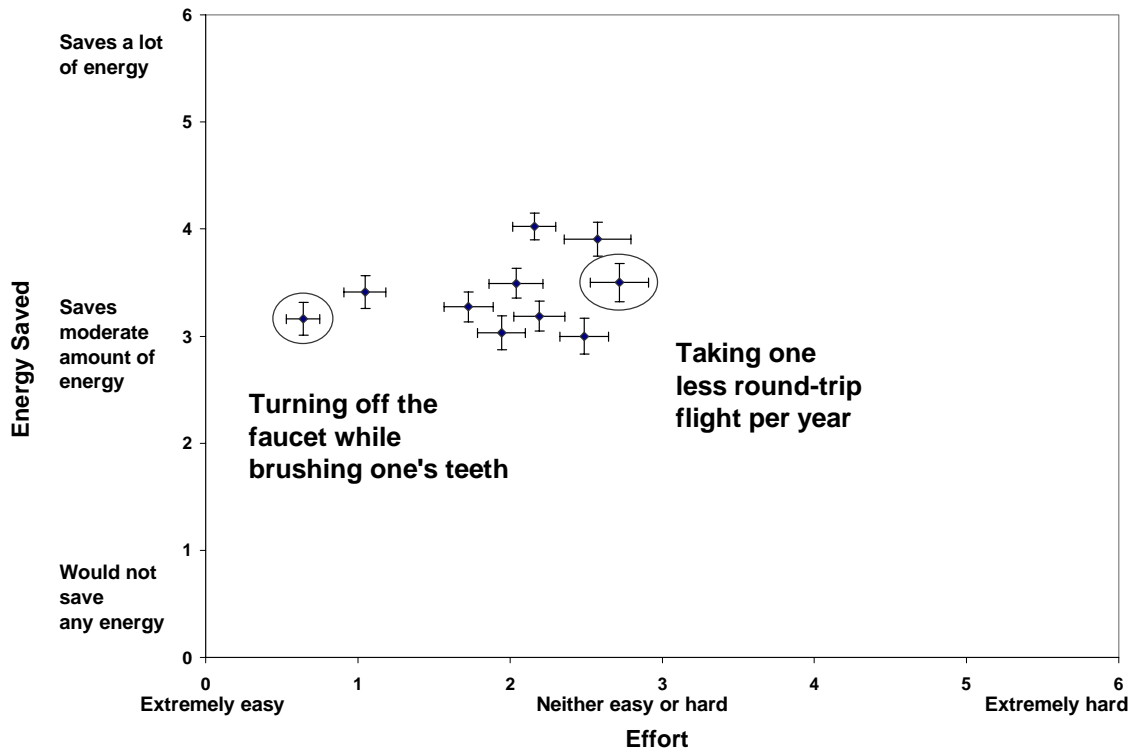 6
Saves a lot
of energy
5
4
Saves
moderate
amount of
energy
3
Energy Saved
2
1
Would not
save
any energy
0
Turning off the
faucet while
brushing one's teeth
Taking one
less round-trip
flight per year
0 1 2 3 4 5 6
Extremely easy Neither easy or hard Extremely hard
Effort